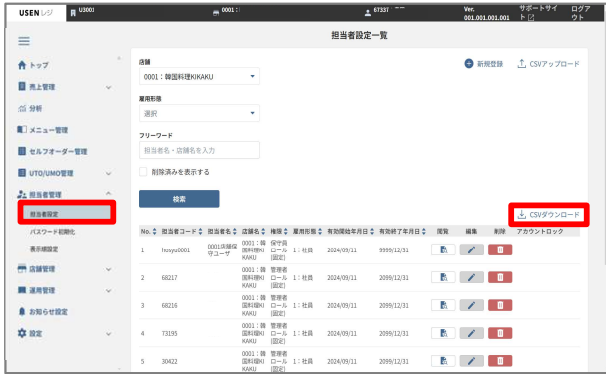 USEN レジ
U3001
0001 :
67337
Ver.
001.001.001.001
サポートサイト
ログアウト
担当者設定一覧
トップ
売上管理
分析
メニュー管理
セルフオーダー管理
UTO/UMO管理
担当者管理
担当者設定
パスワード初期化
表示順設定
店舗管理
運用管理
お知らせ設定
設定
店舗
新規登録
CSVアップロード
0001：韓国料理KIKAKU
雇用形態
選択
フリーワード
担当者名・店舗名を入力
削除済みを表示する
検索
CSVダウンロード
No. 担当者コード 担当者名 店舗名 権限 雇用形態 有効開始年月日 有効終了年月日 閲覧 編集 削除 アカウントロック
1 hosyu0001 0001店舗保守ユーザ 0001：韓国料理KIKAKU 保守員ロール(固定) 1：社員 2024/09/11 9999/12/31
2 68217 0001：韓国料理KIKAKU 管理者ロール(固定) 1：社員 2024/09/11 2099/12/31
3 68216 0001：韓国料理KIKAKU 管理者ロール(固定) 1：社員 2024/09/11 2099/12/31
4 73195 0001：韓国料理KIKAKU 管理者ロール(固定) 1：社員 2024/09/11 2099/12/31
5 30422 0001：韓国料理KIKAKU 管理者ロール(固定) 1：社員 2024/09/11 2099/12/31